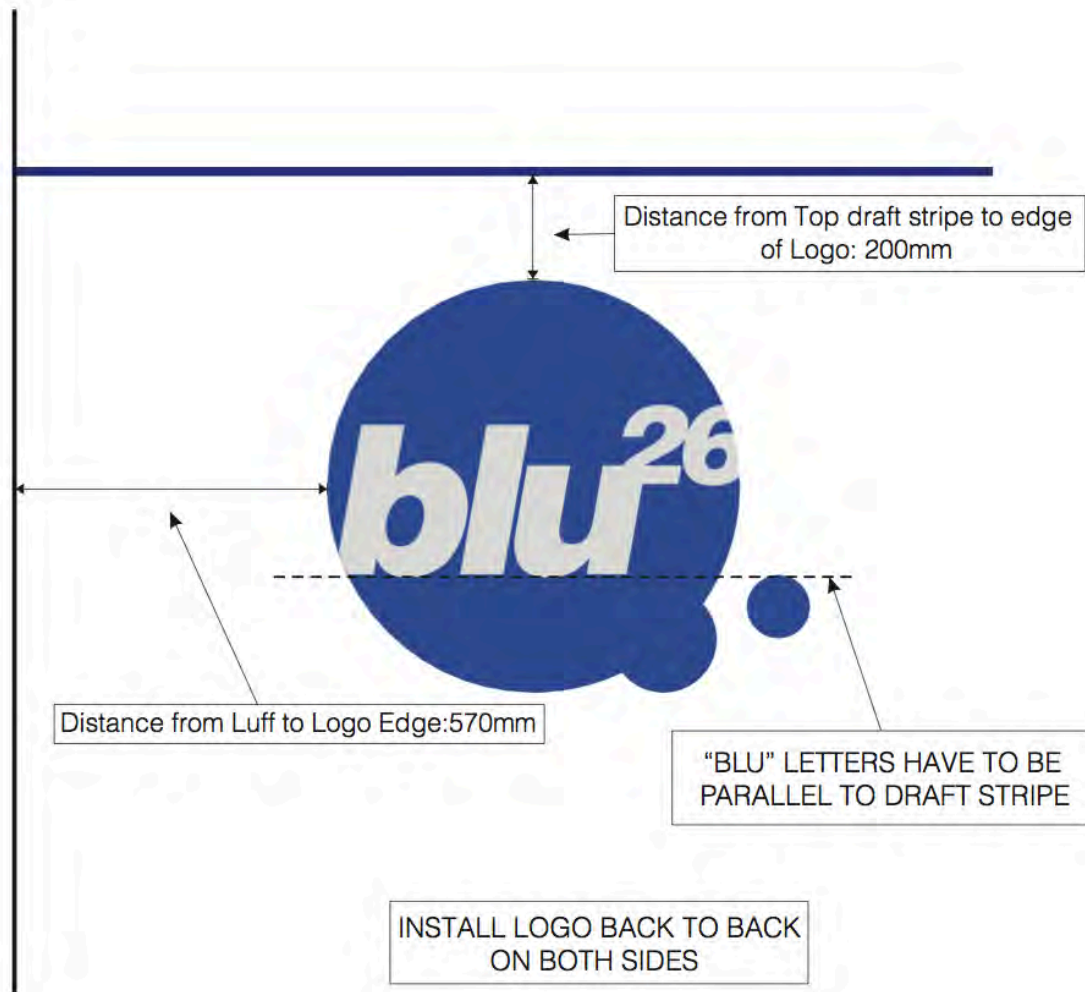 Distance from Top draft stripe to edge
of Logo: 200mm
blu26
Distance from Luff to Logo Edge:570mm
“BLU” LETTERS HAVE TO BE
PARALLEL TO DRAFT STRIPE
INSTALL LOGO BACK TO BACK
ON BOTH SIDES